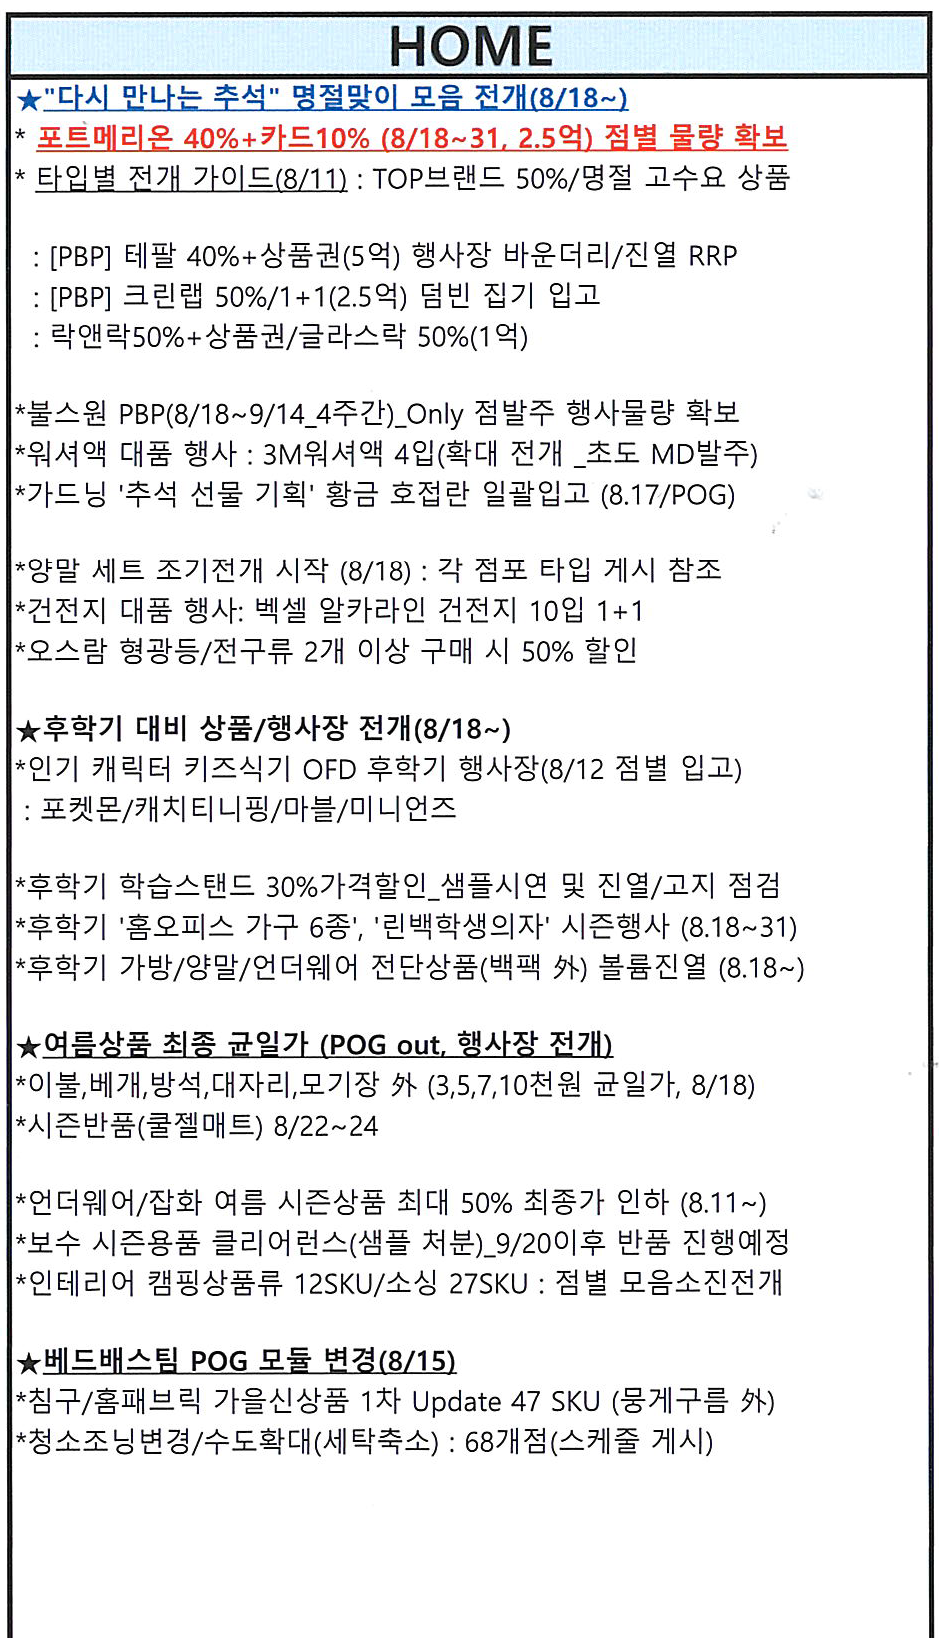 HOME
★"다시 만나는 추석" 명절맞이 모음 전개(8/18~)
* 포트메리온 40%+카드10% (8/18~31, 2.5억) 점별 물량 확보
* 타입별 전개 가이드(8/11) : TOP브랜드 50%/명절 고수요 상품
: [PBP] 테팔 40%+상품권(5억) 행사장 바운더리/진열 RRP
: [PBP] 크린랩 50%/1+1(2.5억) 덤빈 집기 입고
: 락앤락50%+상품권/글라스락 50%(1억)
*불스원 PBP(8/18~9/14_4주간)_Only 점발주 행사물량 확보
*워셔액 대품 행사 : 3M워셔액 4입(확대 전개 _초도 MD발주)
*가드닝 '추석 선물 기획' 황금 호접란 일괄입고 (8.17/POG)
*양말 세트 조기전개 시작 (8/18) : 각 점포 타입 게시 참조
*건전지 대품 행사: 벡셀 알카라인 건전지 10입 1+1
*오스람 형광등/전구류 2개 이상 구매 시 50% 할인
★후학기 대비 상품/행사장 전개(8/18~)
*인기 캐릭터 키즈식기 OFD 후학기 행사장(8/12 점별 입고)
: 포켓몬/캐치티니핑/마블/미니언즈
*후학기 학습스탠드 30%가격할인_샘플시연 및 진열/고지 점검
*후학기 '홈오피스 가구 6종', '린백학생의자' 시즌행사 (8.18~31)
*후학기 가방/양말/언더웨어 전단상품(백팩 外) 볼륨진열 (8.18~)
★여름상품 최종 균일가 (POG out, 행사장 전개)
*이불,베개,방석,대자리,모기장 外 (3,5,7,10천원 균일가, 8/18)
*시즌반품(쿨젤매트) 8/22~24
*언더웨어/잡화 여름 시즌상품 최대 50% 최종가 인하 (8.11~)
*보수 시즌용품 클리어런스(샘플 처분)_9/20이후 반품 진행예정
*인테리어 캠핑상품류 12SKU/소싱 27SKU : 점별 모음소진전개
★베드배스팀 POG 모듈 변경(8/15)
*침구/홈패브릭 가을신상품 1차 Update 47 SKU (뭉게구름 外)
*청소조닝변경/수도확대(세탁축소) : 68개점(스케줄 게시)